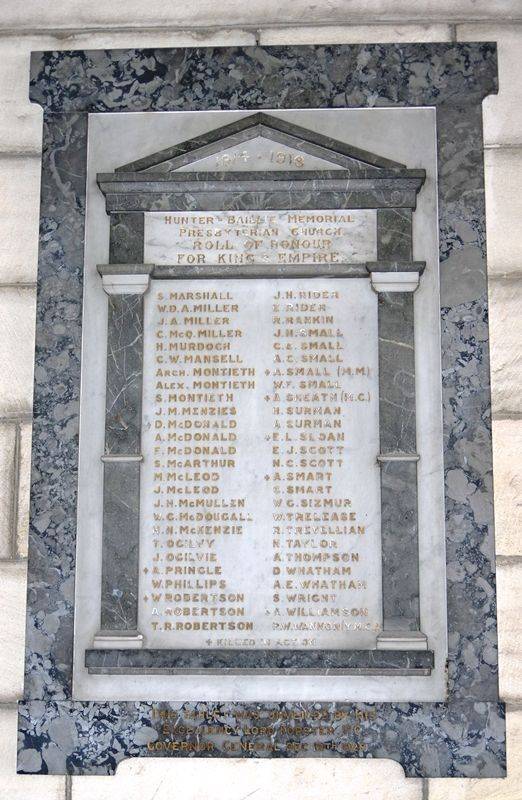 1914 - 1918
HUNTER-BAILLIE MEMORIAL
PRESBYTERIAN CHURCH.
ROLL OF HONOUR
FOR KING & EMPIRE.
S. MARSHALL
W.D.A. MILLER
J.A. MILLER
C. McQ. MILLER
H. MURDOCH
C.W. MANSELL
ARCH. MONTIETH
ALEX. MONTIETH
S. MONTIETH
J.M. MENZIES
+ D. McDONALD
A. McDONALD
F. McDONALD
S. McARTHUR
M. McLEOD
J. McLEOD
J.H. McMULLEN
W.G. McDOUGALL
H.N. McKENZIE
T. OGILVY
J. OGILVIE
+ A. PRINGLE
W. PHILLIPS
+ W. ROBERTSON
A. ROBERTSON
T.R. ROBERTSON
J.H. RIDER
E. RIDER
R. RANKIN
J.H. SMALL
C.E. SMALL
A.C. SMALL
+ A. SMALL (M.M)
W.F. SMALL
+ A. SNEATH (M.C.)
H. SURMAN
A. SURMAN
+ E.L. SLOAN
E.J. SCOTT
N.C. SCOTT
+ A. SMART
E. SMART
W.G. SIZMUR
W. TRELEASE
R. TREVILLIAN
N. TAYLOR
A. THOMPSON
D. WHATHAM
A.E. WHATHAM
S. WRIGHT
+ A. WILLIAMSON
+ KILLED IN ACTION
THIS TABLET WAS UNVEILED BY HIS
EXCELLENCY LORD FORSTER P.C.
GOVERNOR GENERAL DEC